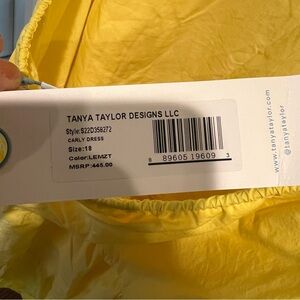 TANYA TAYLOR DESIGNS LLC
Style:S22D358272
CARLY DRESS
Size:18
Color:LEMZT
MSRP:445.00
8 89605 19609 3
www.tanyataylor.com
@tanyataylor